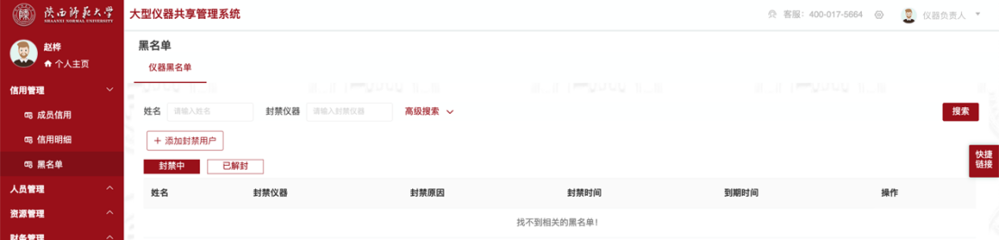 陕西师范大学
SHAANXI NORMAL UNIVERSITY
大型仪器共享管理系统
客服：400-017-5664
仪器负责人
赵桦
个人主页
信用管理
成员信用
信用明细
黑名单
人员管理
资源管理
财务管理
黑名单
仪器黑名单
姓名 请输入姓名 封禁仪器 请输入封禁仪器 高级搜索 搜索
+ 添加封禁用户
封禁中 已解封
快捷
链接
姓名 封禁仪器 封禁原因 封禁时间 到期时间 操作
找不到相关的黑名单！